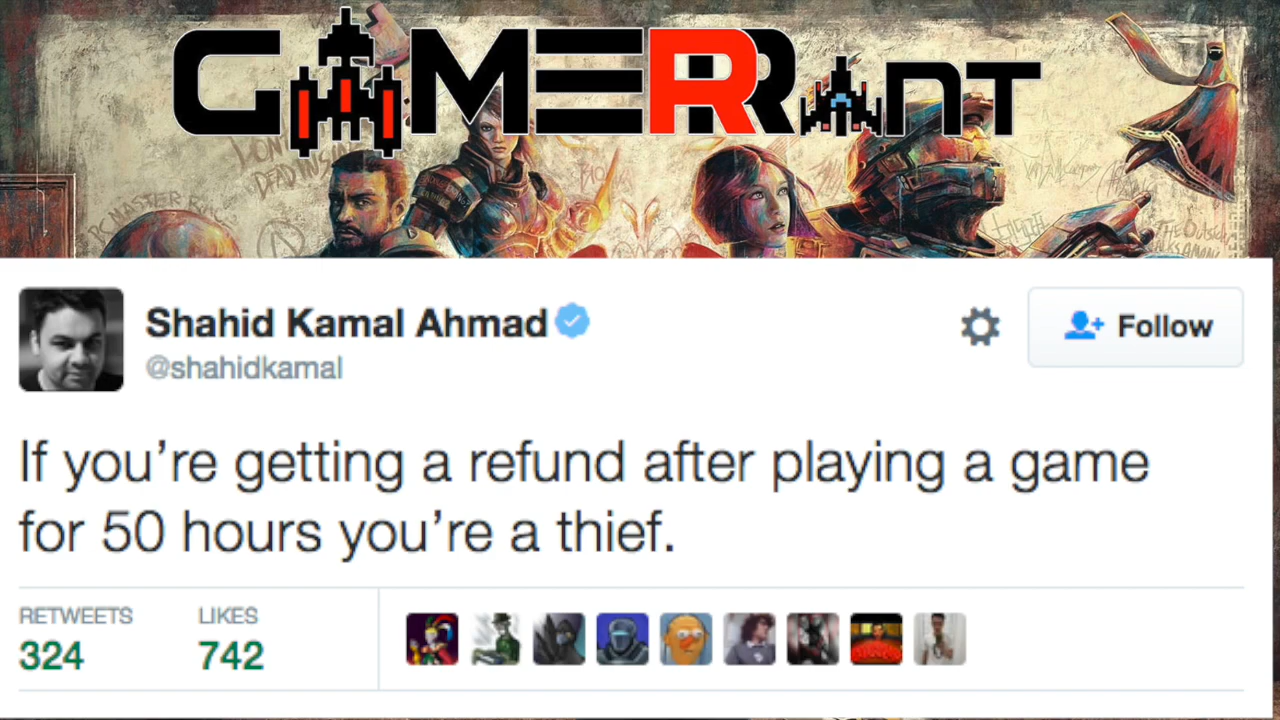 GAMERRANT
Shahid Kamal Ahmad
@shahidkamal
Follow
If you’re getting a refund after playing a game
for 50 hours you’re a thief.
RETWEETS LIKES
324 742